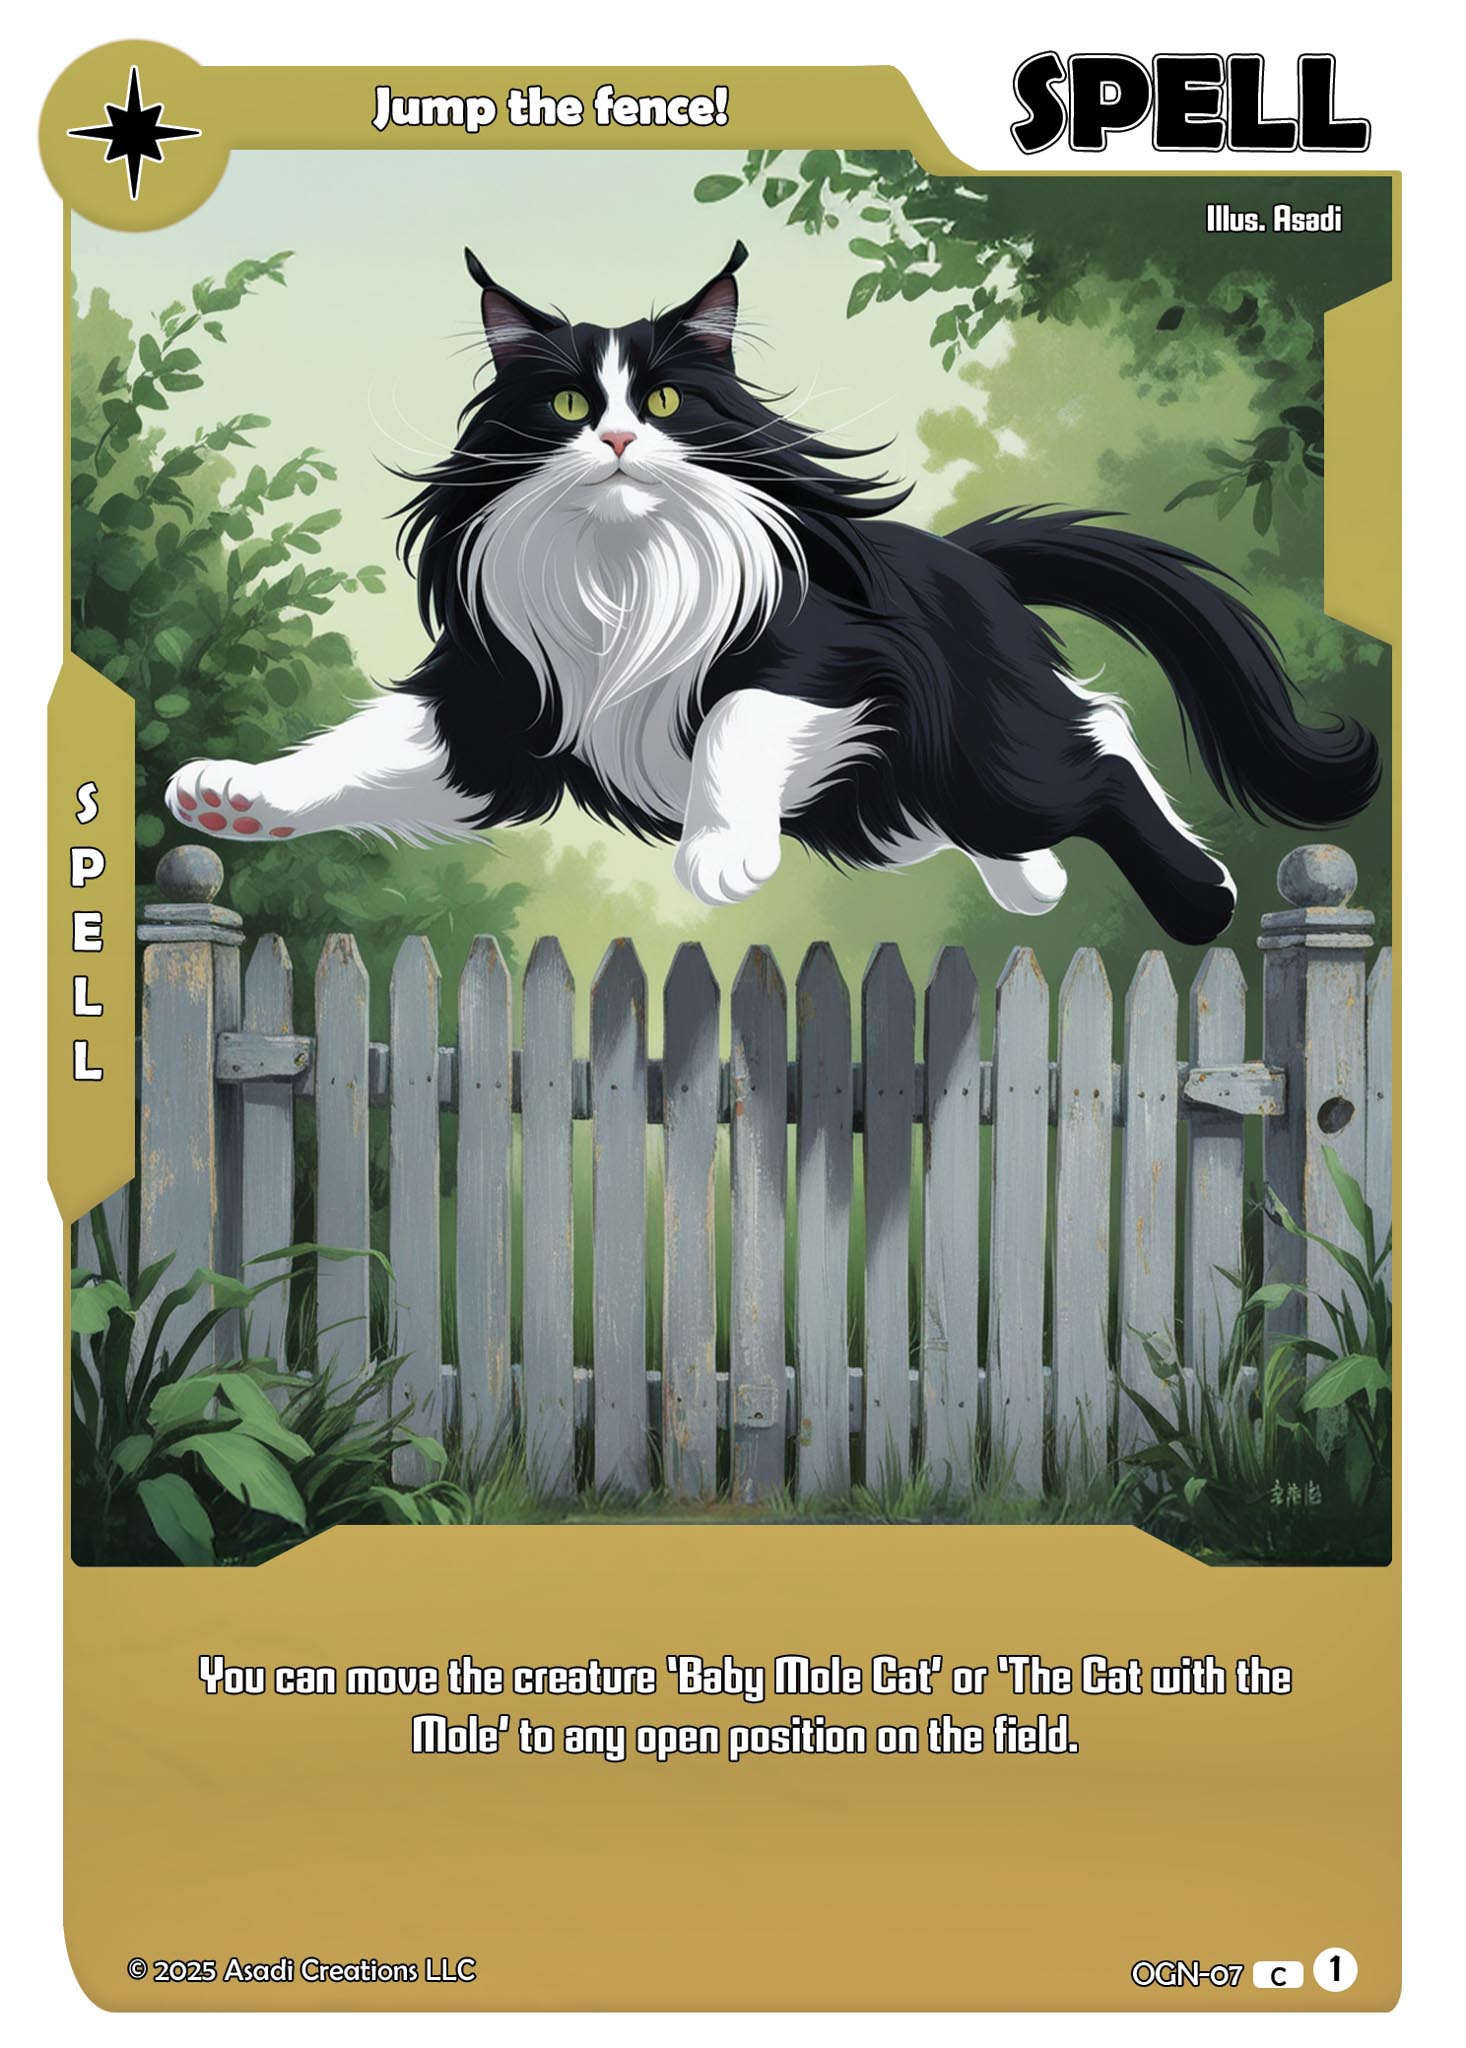 Jump the fence!
SPELL
Illus. Asadi
S
P
E
L
L
You can move the creature ‘Baby Mole Cat’ or ‘The Cat with the
Mole’ to any open position on the field.
© 2025 Asadi Creations LLC
OGN-07 C 1